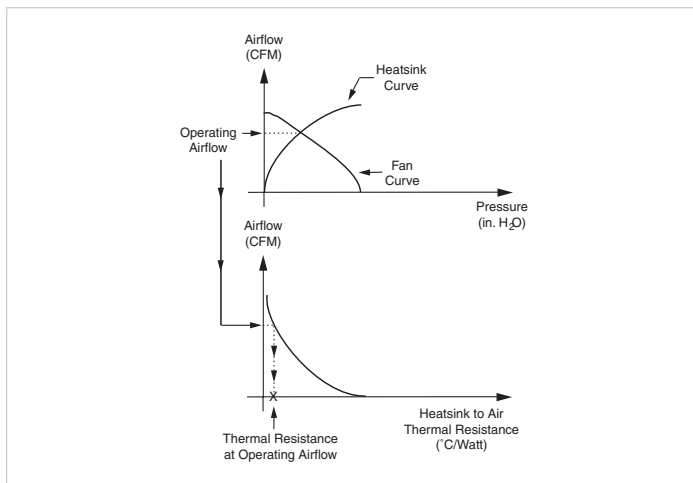 Airflow
(CFM)
Heatsink
Curve
Operating
Airflow
Fan
Curve
Pressure
(in. H2O)
Airflow
(CFM)
X
Heatsink to Air
Thermal Resistance
(˚C/Watt)
Thermal Resistance
at Operating Airflow